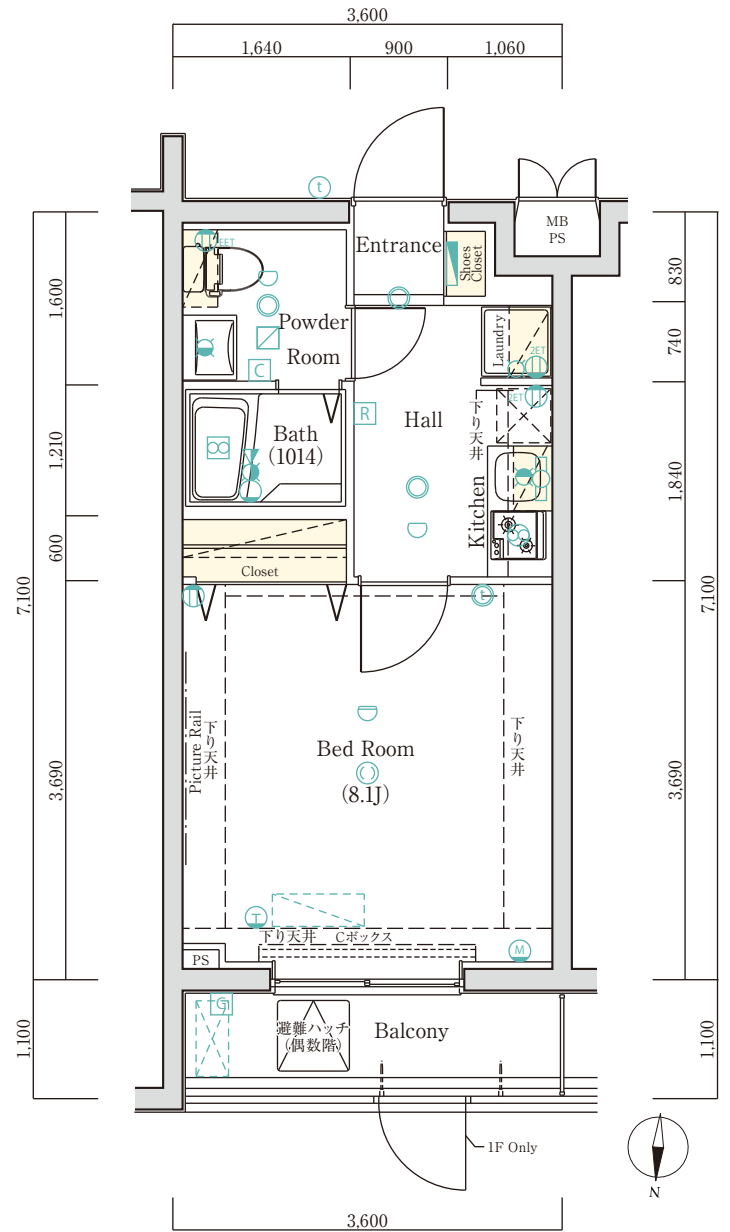 3,600
1,640
900
1,060
t
MB
PS
Entrance
Shoes
Closet
EET
1,600
830
Powder
Room
C
Laundry
2ET
740
2ET
R
Hall
下り天井
Bath
(1014)
1,210
Kitchen
1,840
600
Closet
7,100
7,100
t
Picture Rail
下り天井
下り天井
Bed Room
(8.1J)
3,690
3,690
T
下り天井
Cボックス
M
PS
G
避難ハッチ
(偶数階)
Balcony
1,100
1,100
1F Only
N
3,600